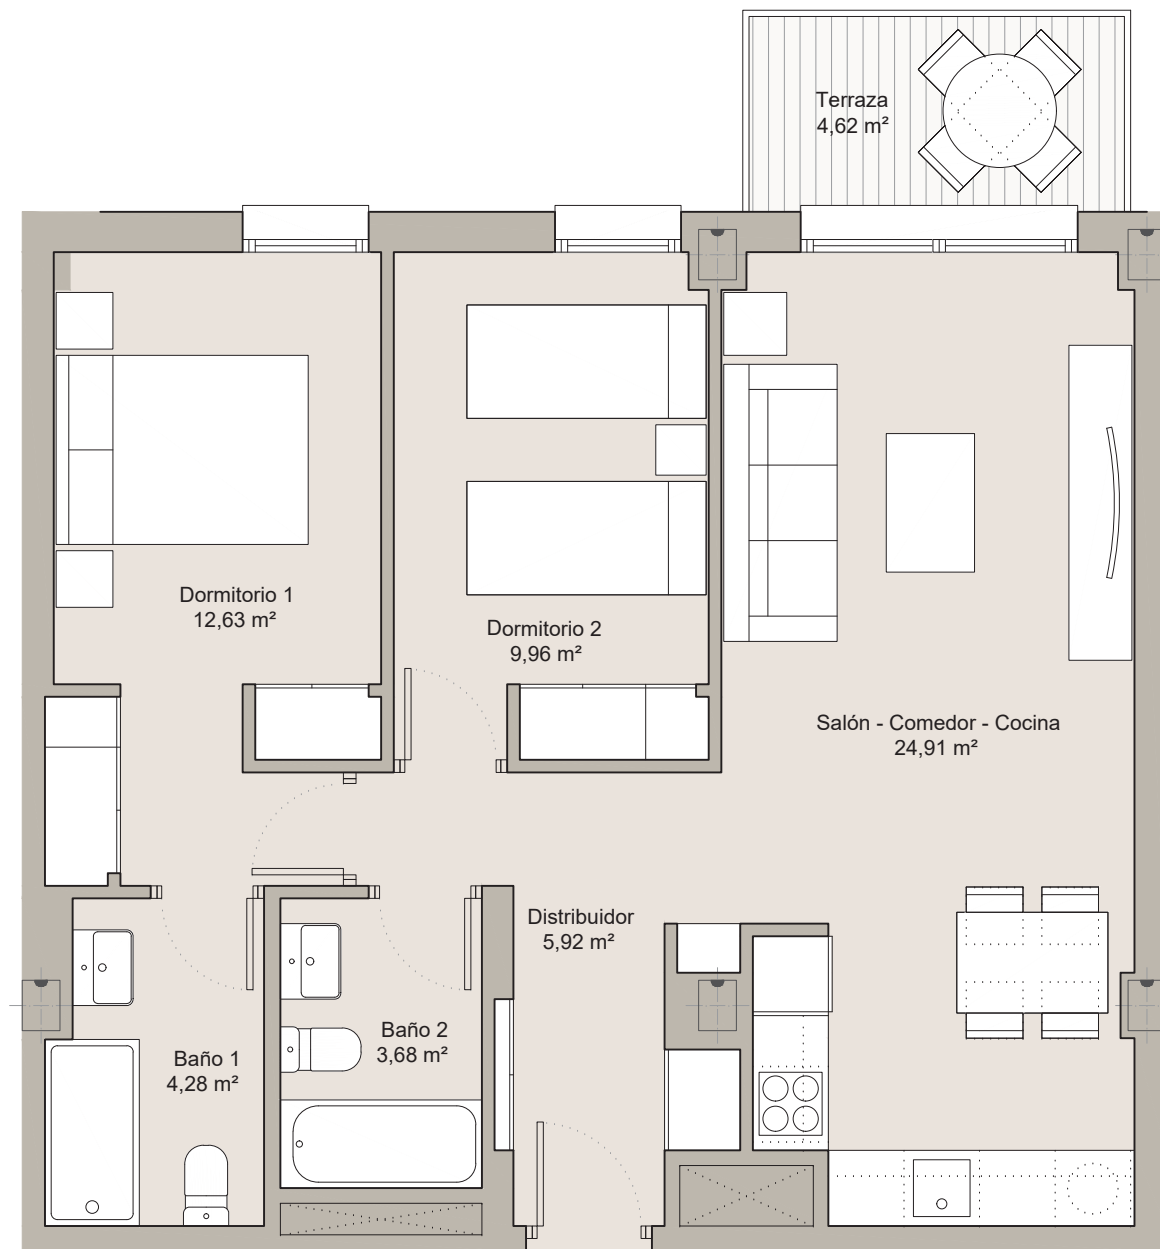 Terraza
4,62 m²
Dormitorio 1
12,63 m²
Dormitorio 2
9,96 m²
Salón - Comedor - Cocina
24,91 m²
Distribuidor
5,92 m²
Baño 1
4,28 m²
Baño 2
3,68 m²